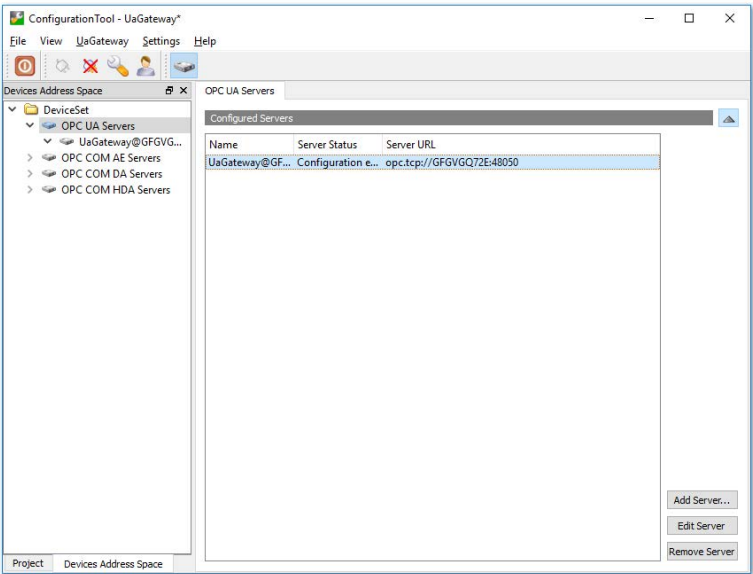 ConfigurationTool - UaGateway*
File View UaGateway Settings Help
Devices Address Space
DeviceSet
OPC UA Servers
UaGateway@GFGVG...
OPC COM AE Servers
OPC COM DA Servers
OPC COM HDA Servers
Project Devices Address Space
OPC UA Servers
Configured Servers
Name Server Status Server URL
UaGateway@GF... Configuration e... opc.tcp://GFGVGQ72E:48050
Add Server...
Edit Server
Remove Server